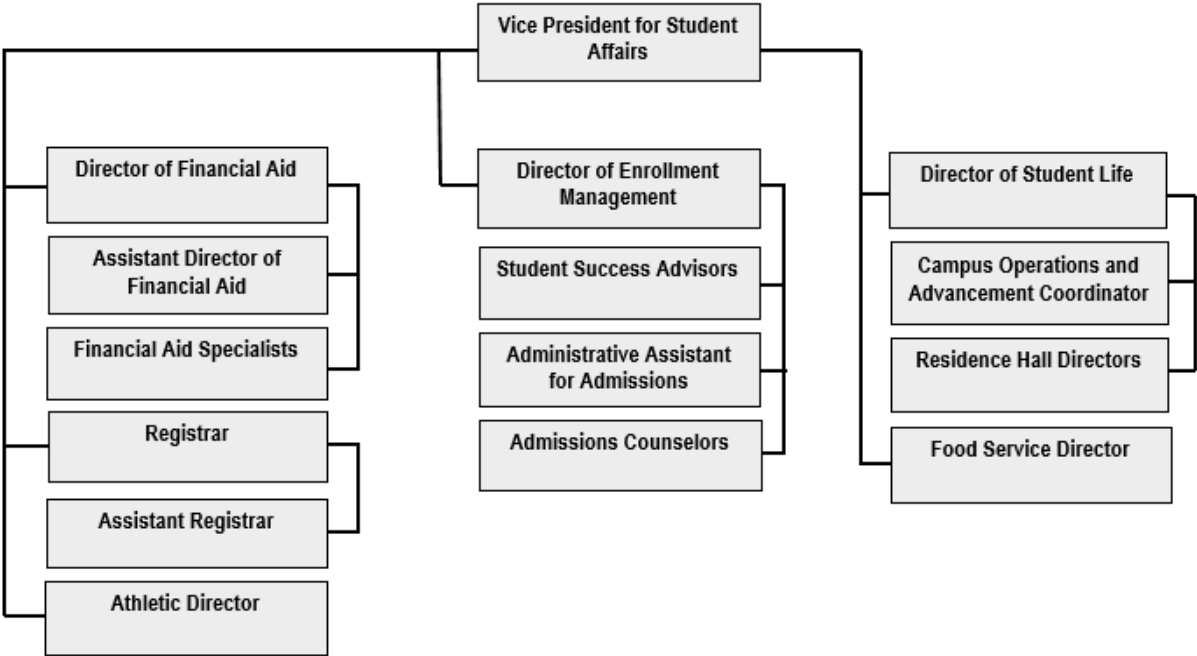 Vice President for Student
Affairs
Director of Financial Aid
Assistant Director of
Financial Aid
Financial Aid Specialists
Registrar
Assistant Registrar
Athletic Director
Director of Enrollment
Management
Student Success Advisors
Administrative Assistant
for Admissions
Admissions Counselors
Director of Student Life
Campus Operations and
Advancement Coordinator
Residence Hall Directors
Food Service Director